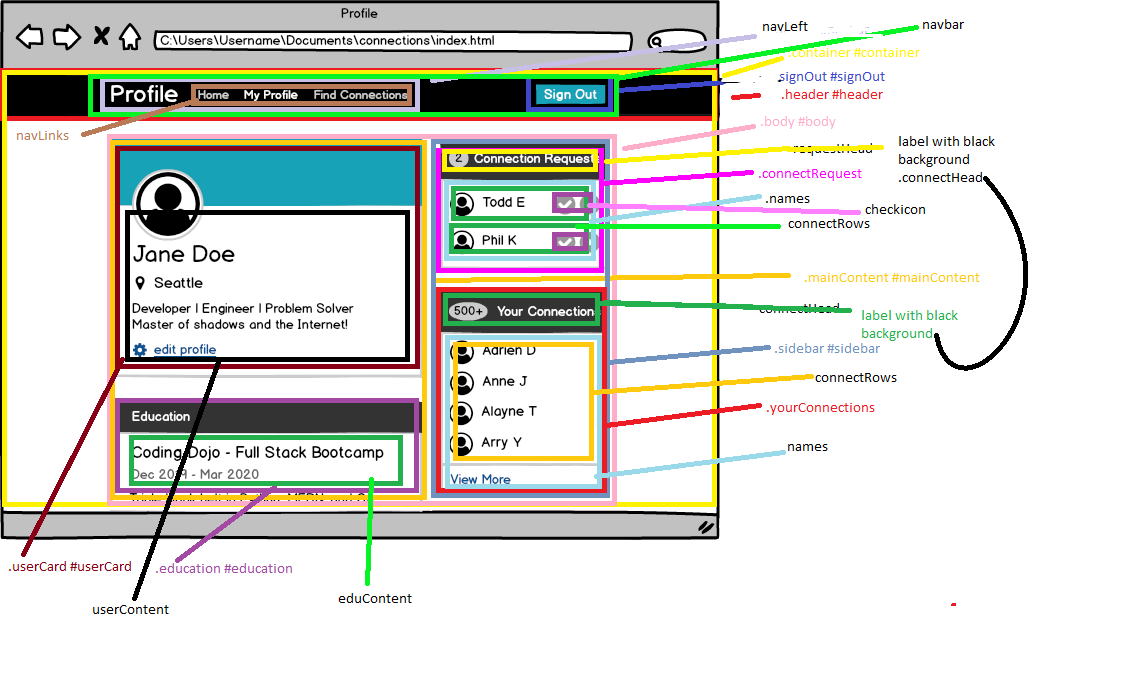 Profile
C:\Users\Username\Documents\connections\index.html
navLeft
navbar
.container #container
signOut #signOut
.header #header
Profile
Home
My Profile
Find Connections
Sign Out
navLinks
.body #body
requestHead
label with black
background
.connectHead
2 Connection Requests
.connectRequest
Todd E
.names
checkicon
connectRows
Phil K
Jane Doe
Seattle
Developer | Engineer | Problem Solver
Master of shadows and the Internet!
edit profile
.mainContent #mainContent
500+ Your Connection
connectHead
label with black
background
Adrien D
.sidebar #sidebar
Anne J
connectRows
Alayne T
.yourConnections
Arry Y
names
View More
Education
Coding Dojo - Full Stack Bootcamp
Dec 2019 - Mar 2020
.userCard #userCard
.education #education
eduContent
userContent